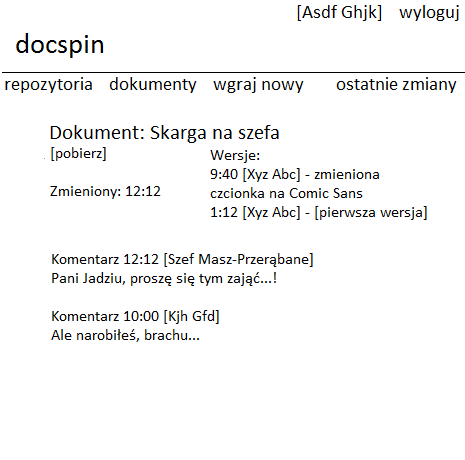 [Asdf Ghjk] wyloguj
docspin
repozytoria dokumenty wgraj nowy ostatnie zmiany
Dokument: Skarga na szefa
[pobierz]
Zmieniony: 12:12
Wersje:
9:40 [Xyz Abc] - zmieniona
czcionka na Comic Sans
1:12 [Xyz Abc] - [pierwsza wersja]
Komentarz 12:12 [Szef Masz-Przerąbane]
Pani Jadziu, proszę się tym zająć...!
Komentarz 10:00 [Kjh Gfd]
Ale narobiłeś, brachu...